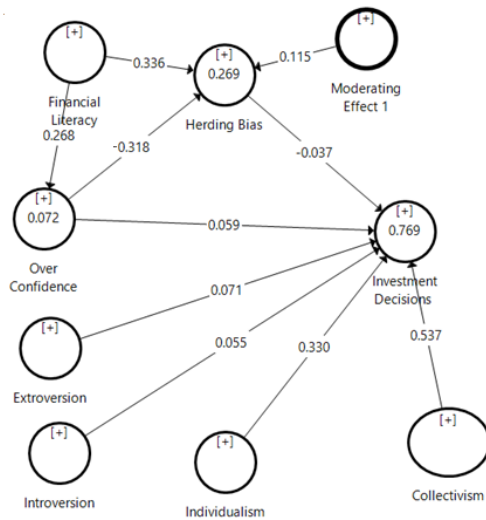 [+]
[+]
[+]
0.336
0.115
0.269
Financial
Literacy
Herding Bias
Moderating
Effect 1
0.268
-0.318
-0.037
[+]
0.072
[+]
0.769
0.059
Over
Confidence
Investment
Decisions
0.071
0.055
0.330
0.537
[+]
Extroversion
[+]
[+]
[+]
Introversion
Individualism
Collectivism